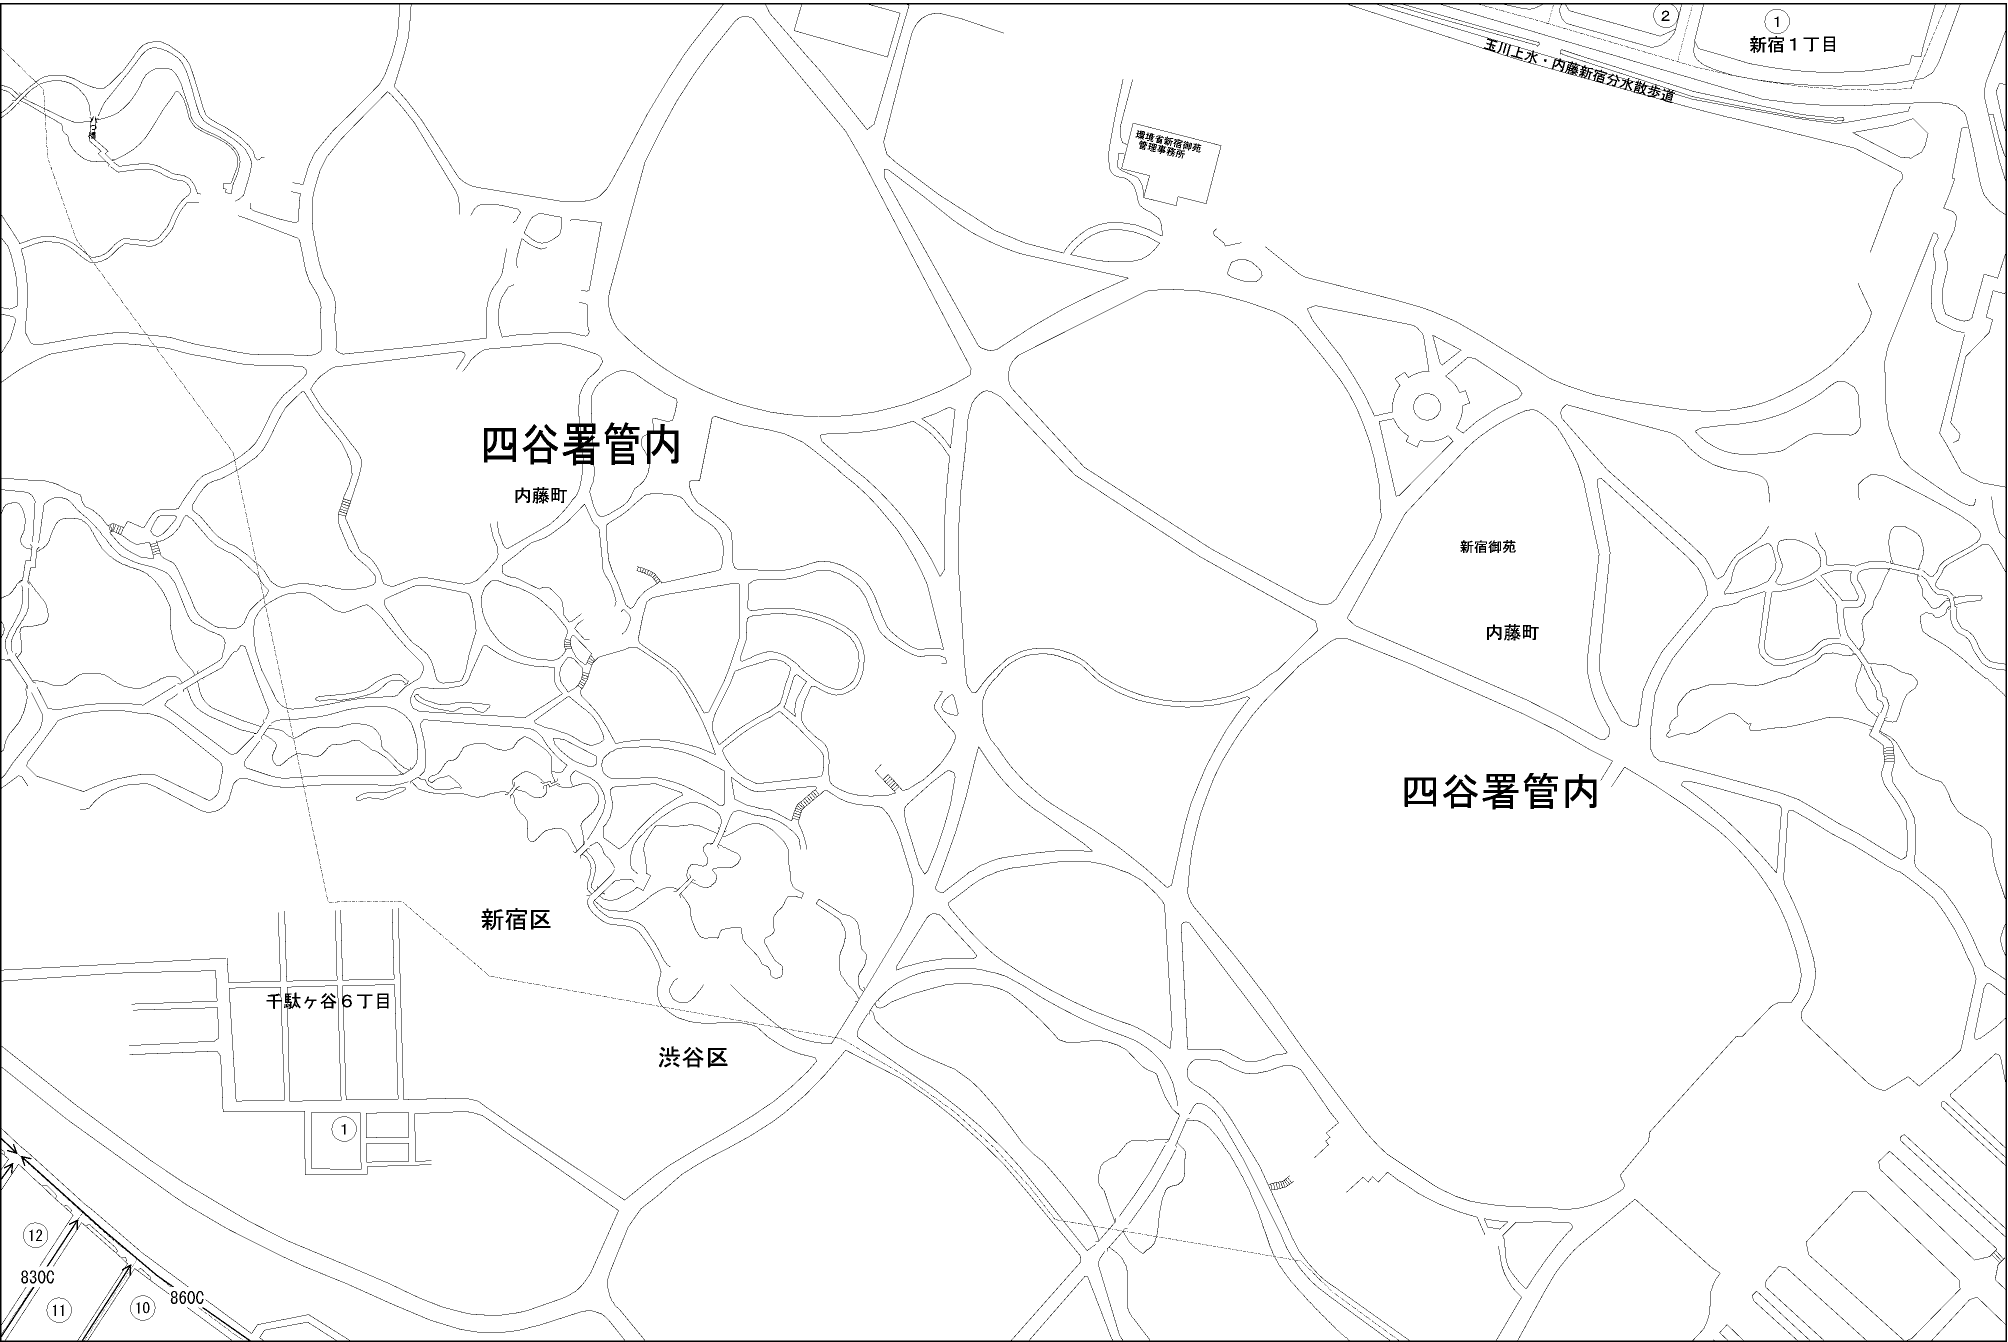 ②
①
新宿１丁目
玉川上水・内藤新宿分水散歩道
八つ橋
環境省新宿御苑
管理事務所
四谷署管内
内藤町
新宿御苑
内藤町
四谷署管内
新宿区
千駄ヶ谷６丁目
渋谷区
①
⑫
830C
⑪
⑩
860C